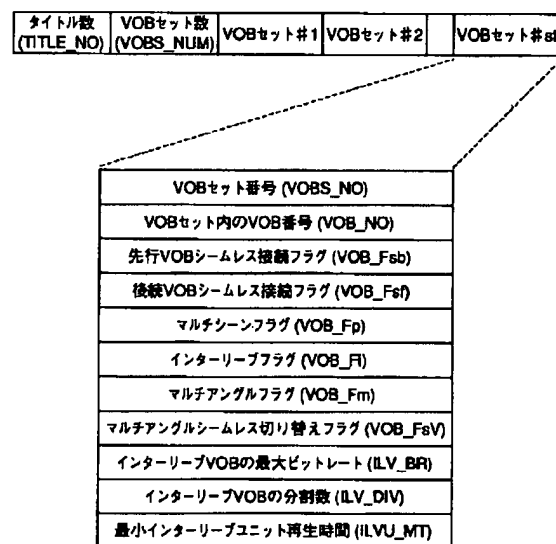 タイトル数
(TITLE_NO)
VOBセット数
(VOBS_NUM)
VOBセット#1
VOBセット#2
VOBセット#st
VOBセット番号 (VOBS_NO)
VOBセット内のVOB番号 (VOB_NO)
先行VOBシームレス接続フラグ (VOB_Fsb)
後続VOBシームレス接続フラグ (VOB_Fsf)
マルチシーンフラグ (VOB_Fp)
インターリーブフラグ (VOB_Fi)
マルチアングルフラグ (VOB_Fm)
マルチアングルシームレス切り替えフラグ (VOB_FsV)
インターリーブVOBの最大ビットレート (ILV_BR)
インターリーブVOBの分割数 (ILV_DIV)
最小インターリーブユニット再生時間 (ILVU_MT)